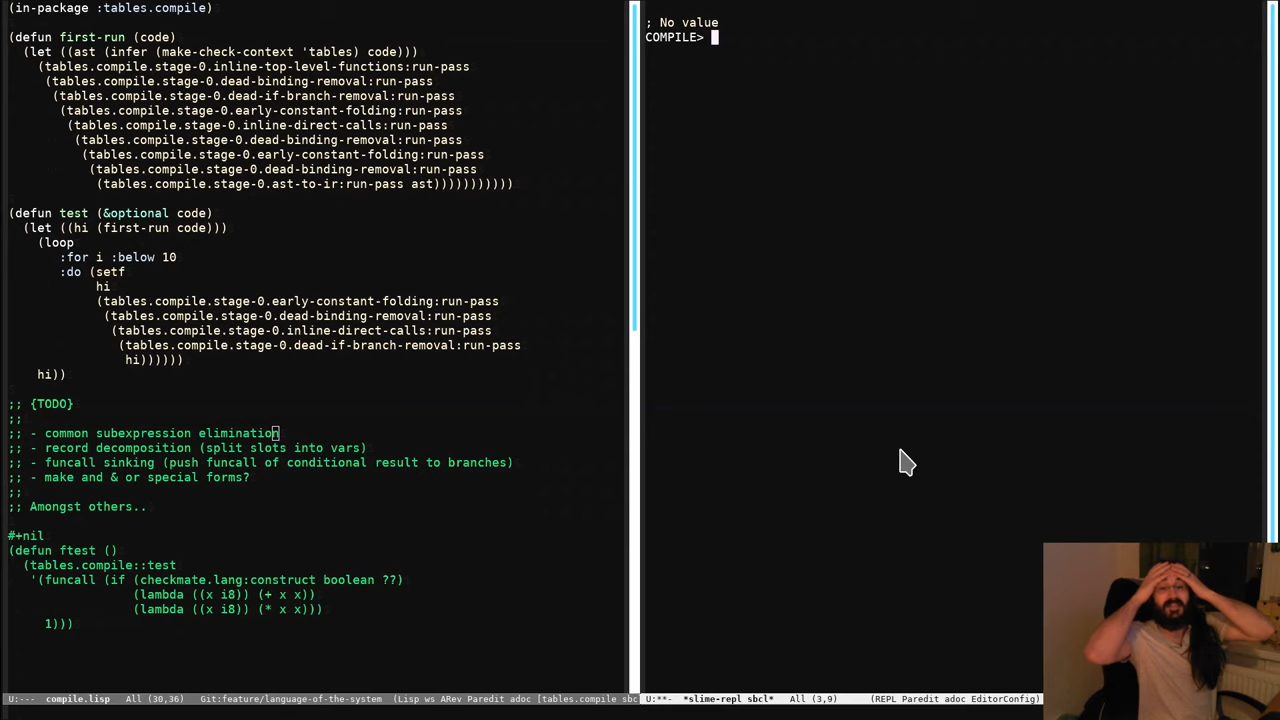 (in-package :tables.compile)
(defun first-run (code)
  (let ((ast (infer (make-check-context 'tables) code)))
    (tables.compile.stage-0.inline-top-level-functions:run-pass
     (tables.compile.stage-0.dead-binding-removal:run-pass
      (tables.compile.stage-0.dead-if-branch-removal:run-pass
       (tables.compile.stage-0.early-constant-folding:run-pass
        (tables.compile.stage-0.inline-direct-calls:run-pass
         (tables.compile.stage-0.dead-binding-removal:run-pass
          (tables.compile.stage-0.early-constant-folding:run-pass
           (tables.compile.stage-0.dead-binding-removal:run-pass
            (tables.compile.stage-0.ast-to-ir:run-pass ast)))))))))))
(defun test (&optional code)
  (let ((hi (first-run code)))
    (loop
       :for i :below 10
       :do (setf
            hi
            (tables.compile.stage-0.early-constant-folding:run-pass
             (tables.compile.stage-0.dead-binding-removal:run-pass
              (tables.compile.stage-0.inline-direct-calls:run-pass
               (tables.compile.stage-0.dead-if-branch-removal:run-pass
                hi))))))
    hi))
;; {TODO}
;;
;; - common subexpression elimination
;; - record decomposition (split slots into vars)
;; - funcall sinking (push funcall of conditional result to branches)
;; - make and & or special forms?
;;
;; Amongst others..
#+nil
(defun ftest ()
  (tables.compile::test
   '(funcall (if (checkmate.lang:construct boolean ??)
                 (lambda ((x i8)) (+ x x))
                 (lambda ((x i8)) (* x x)))
     1)))
U:--- compile.lisp All (30,36) Git:feature/language-of-the-system (Lisp ws ARev Paredit adoc [tables.compile sbc
; No value
COMPILE>
U:**- *slime-repl sbcl* All (3,9) (REPL Paredit adoc EditorConfig)